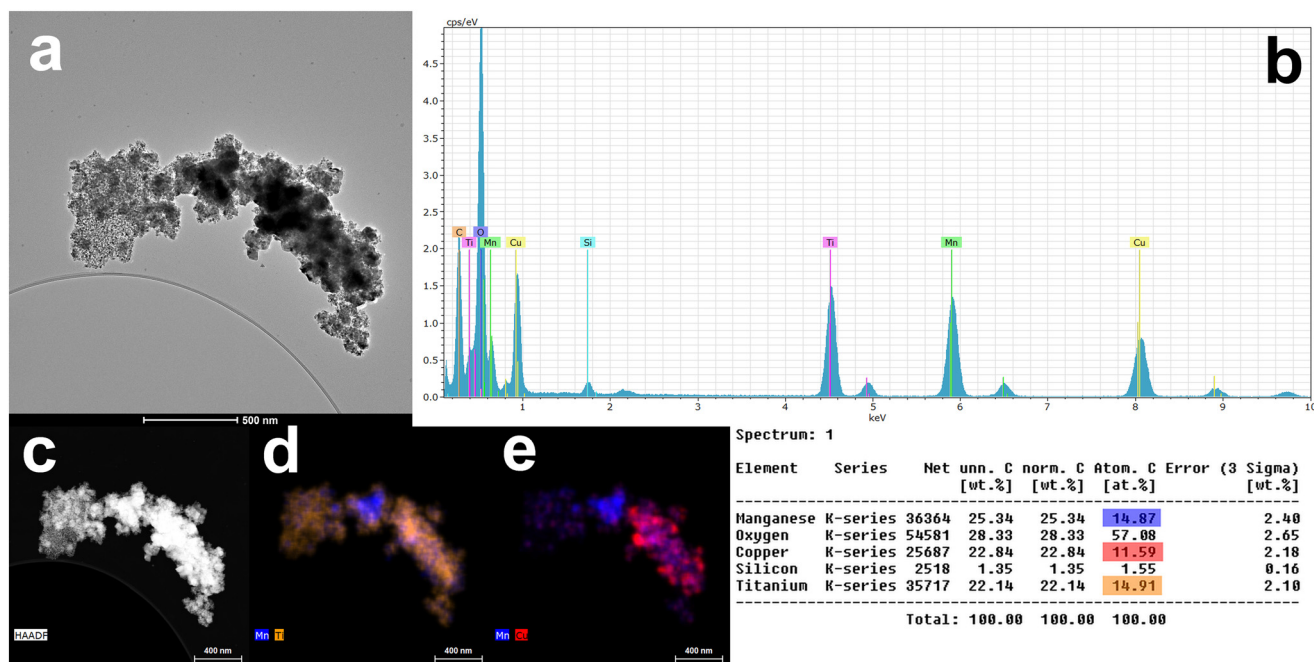 a
b
cps/eV
4.5
4.0
3.5
3.0
2.5
2.0
1.5
1.0
0.5
0.0
C
O
Ti
Mn
Cu
Si
Ti
Mn
Cu
1 2 3 4 5 6 7 8 9 10
keV
500 nm
c
HAADF
400 nm
d
Mn Ti
400 nm
e
Mn Cu
400 nm
Spectrum: 1
Element Series Net unn. C norm. C Atom. C Error (3 Sigma)
[wt.%] [wt.%] [at.%] [wt.%]
Manganese K-series 36364 25.34 25.34 14.87 2.40
Oxygen K-series 54581 28.33 28.33 57.08 2.65
Copper K-series 25687 22.84 22.84 11.59 2.18
Silicon K-series 2518 1.35 1.35 1.55 0.16
Titanium K-series 35717 22.14 22.14 14.91 2.10
Total: 100.00 100.00 100.00